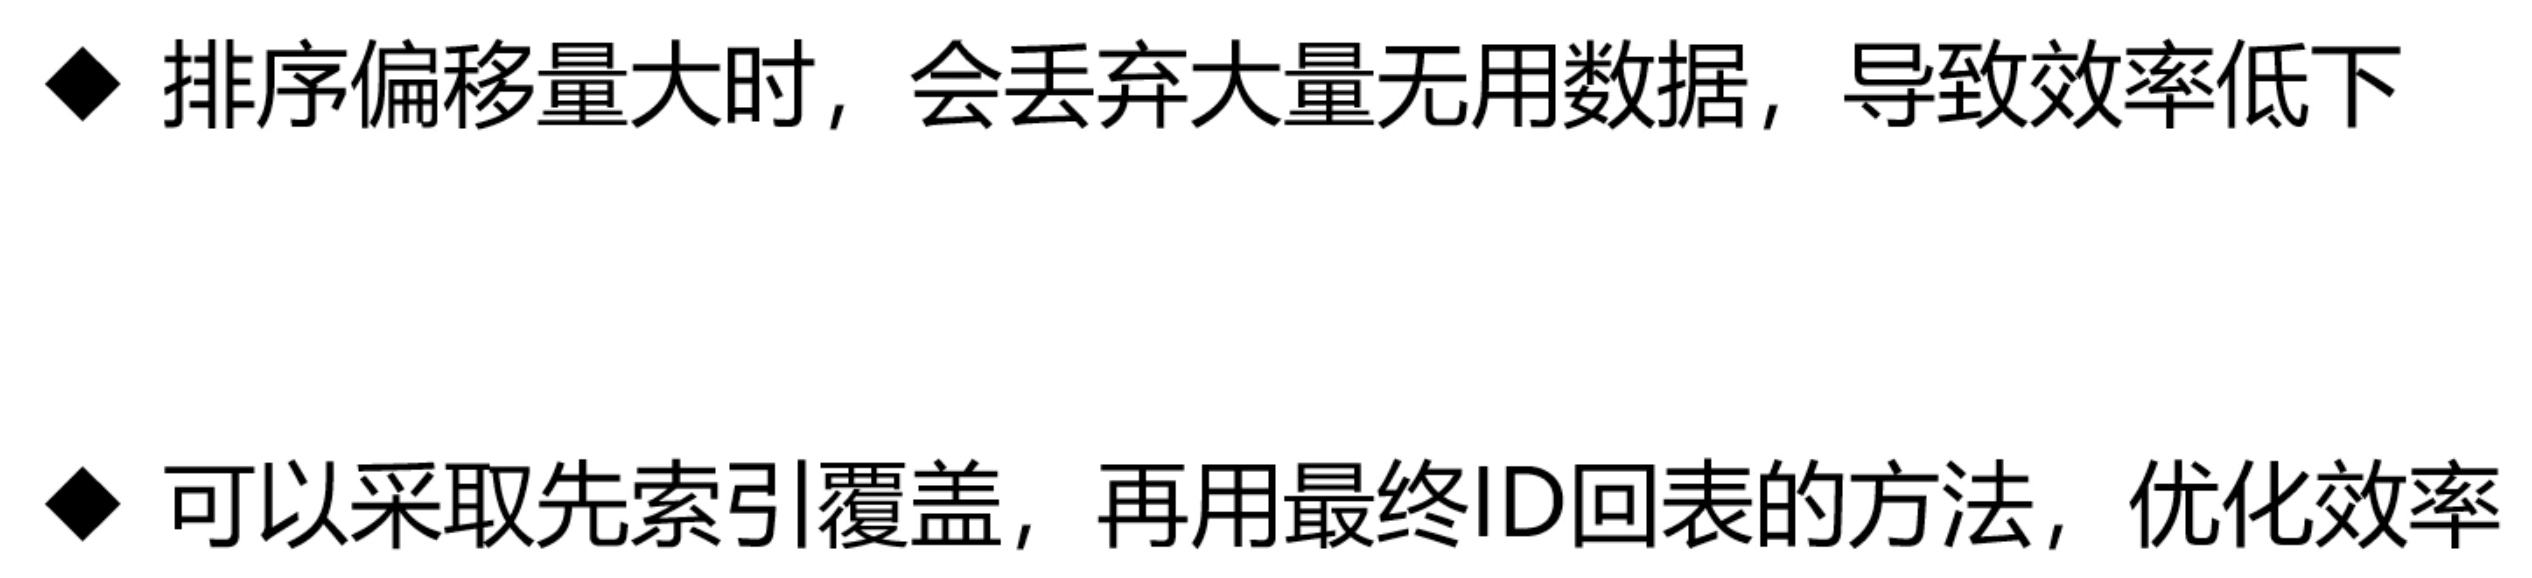 ◆ 排序偏移量大时，会丢弃大量无用数据，导致效率低下
◆ 可以采取先索引覆盖，再用最终ID回表的方法，优化效率